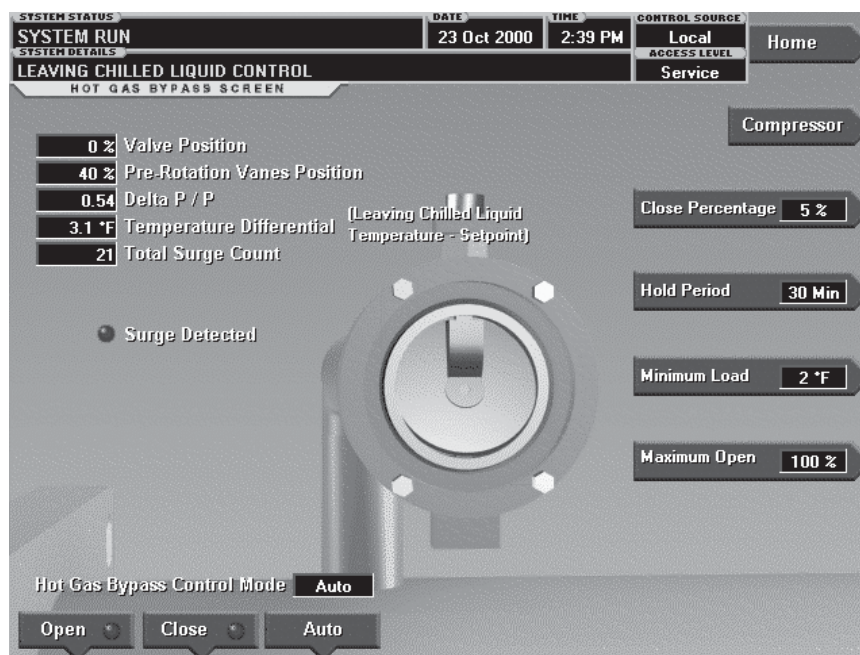 SYSTEM STATUS
SYSTEM RUN
DATE
23 Oct 2000
TIME
2:39 PM
CONTROL SOURCE
Local
Home
SYSTEM DETAILS
LEAVING CHILLED LIQUID CONTROL
ACCESS LEVEL
Service
HOT GAS BYPASS SCREEN
Compressor
0 % Valve Position
40 % Pre-Rotation Vanes Position
0.54 Delta P / P
3.1 °F Temperature Differential
(Leaving Chilled Liquid
Temperature - Setpoint)
21 Total Surge Count
Surge Detected
Close Percentage 5 %
Hold Period 30 Min
Minimum Load 2 °F
Maximum Open 100 %
Hot Gas Bypass Control Mode Auto
Open Close Auto